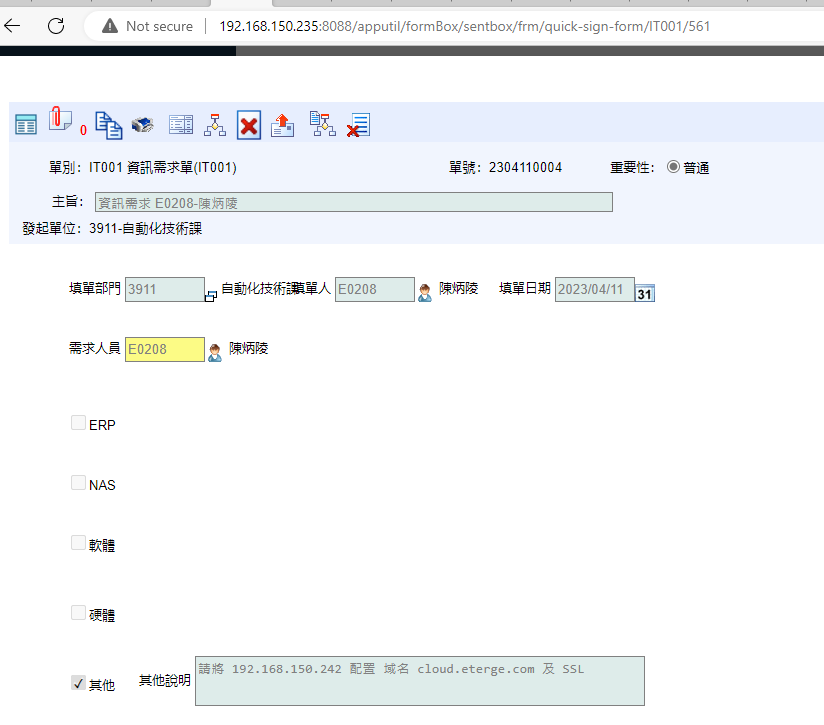 Not secure 192.168.150.235:8088/apputil/formBox/sentbox/frm/quick-sign-form/IT001/561
0
單別: IT001 資訊需求單(IT001) 單號: 2304110004 重要性: 普通
主旨: 資訊需求 E0208-陳炳陵
發起單位: 3911-自動化技術課
填單部門 3911 自動化技術課 填單人 E0208 陳炳陵 填單日期 2023/04/11 31
需求人員 E0208 陳炳陵
ERP
NAS
軟體
硬體
其他 其他說明 請將 192.168.150.242 配置 域名 cloud.eterge.com 及 SSL